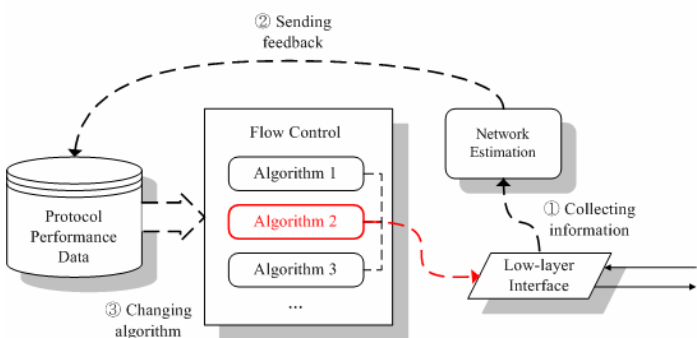 ② Sending
feedback
Flow Control
Algorithm 1
Algorithm 2
Algorithm 3
...
Network
Estimation
Protocol
Performance
Data
① Collecting
information
Low-layer
Interface
③ Changing
algorithm